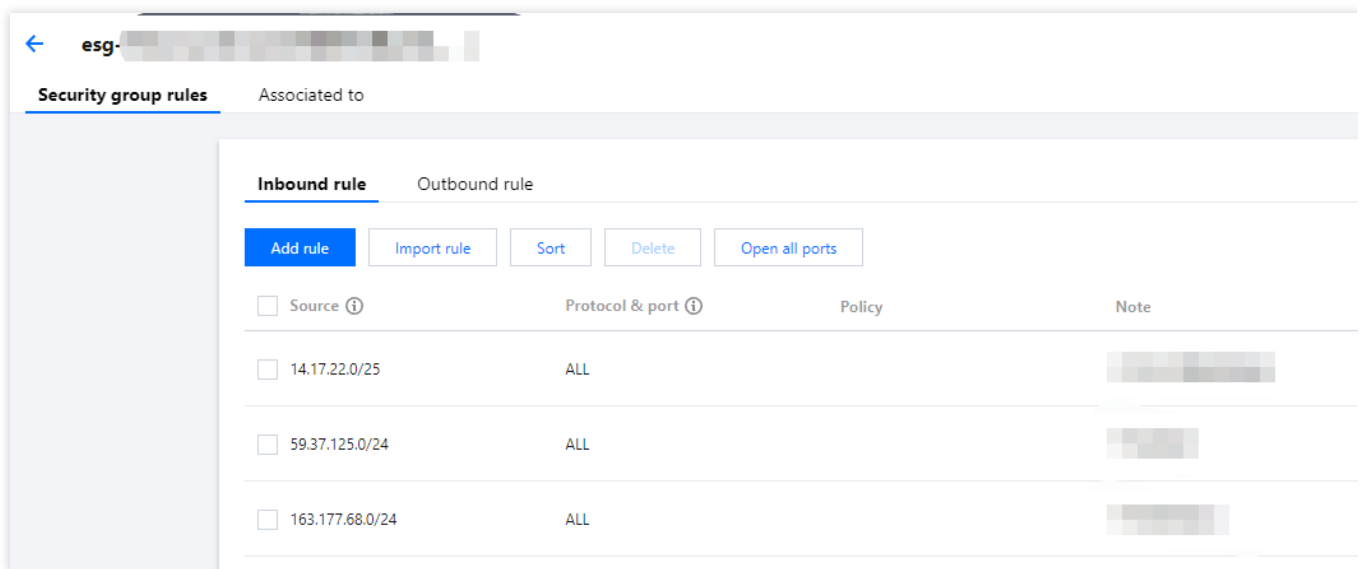 esg-
Security group rules Associated to
Inbound rule Outbound rule
Add rule Import rule Sort Delete Open all ports
Source Protocol & port Policy Note
14.17.22.0/25 ALL
59.37.125.0/24 ALL
163.177.68.0/24 ALL